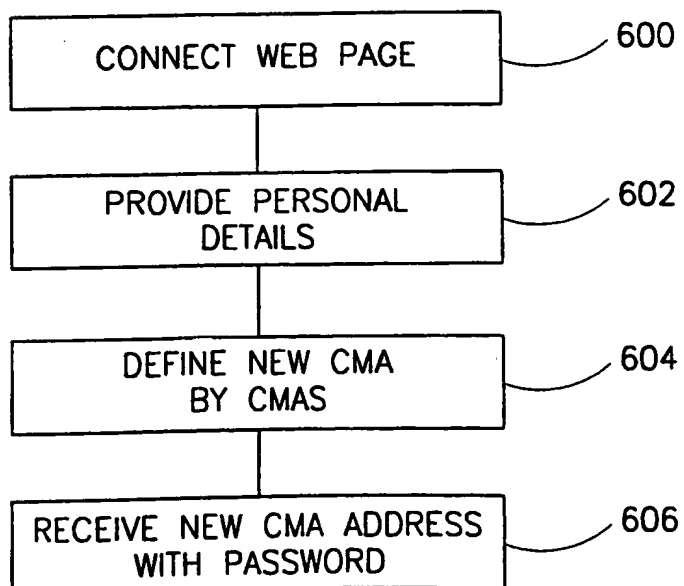 CONNECT WEB PAGE
600
PROVIDE PERSONAL
DETAILS
602
DEFINE NEW CMA
BY CMAS
604
RECEIVE NEW CMA ADDRESS
WITH PASSWORD
606